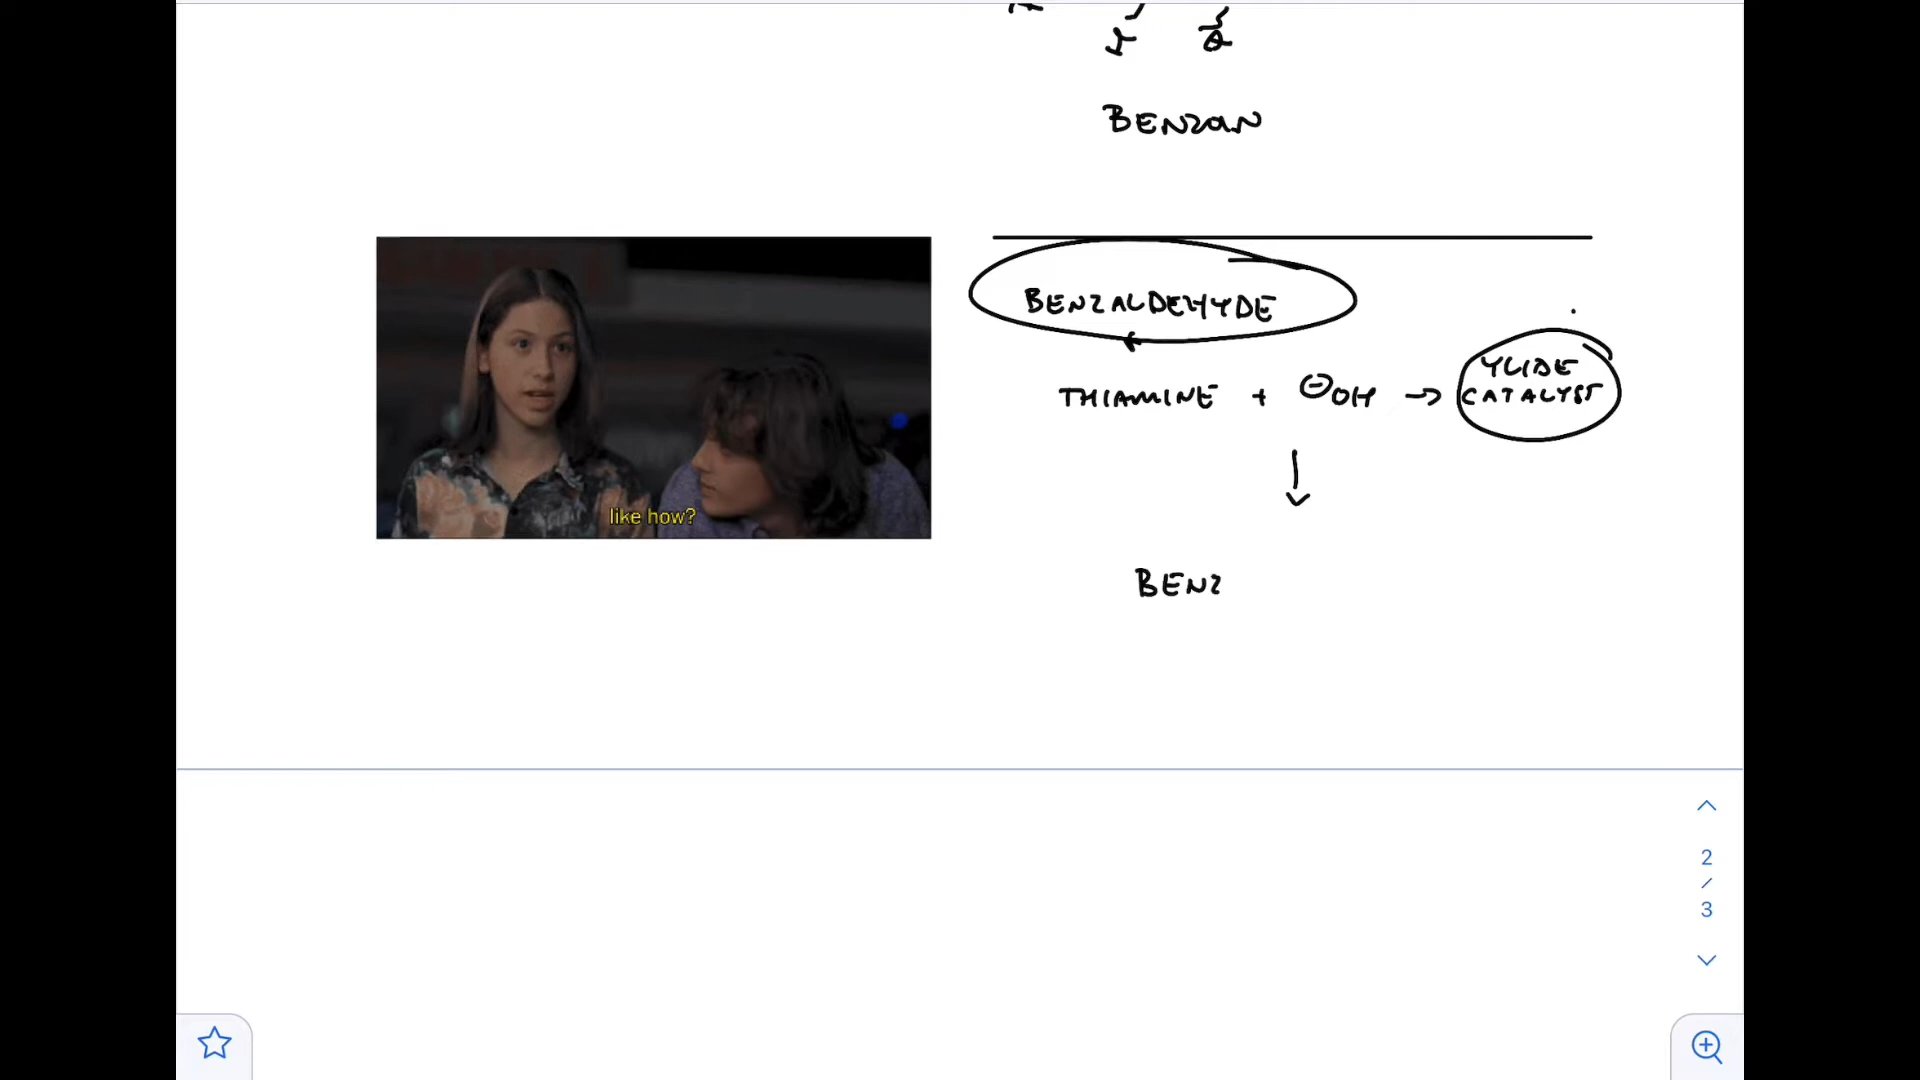 BENZOIN
BENZALDEHYDE
THIAMINE + ⊖OH → YLIDE CATALYST
↓
BENZ
like how?
2
/
3